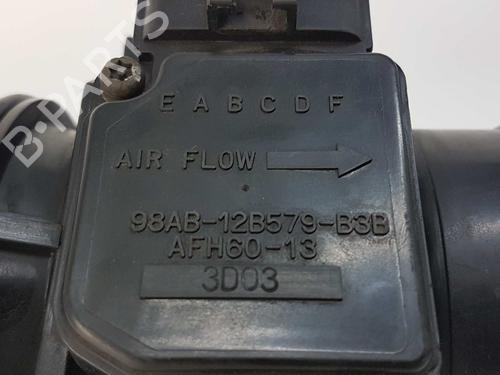 E A B C D F
AIR FLOW
98AB-12B579-B3B
AFH60-13
3D03
B-PARTS